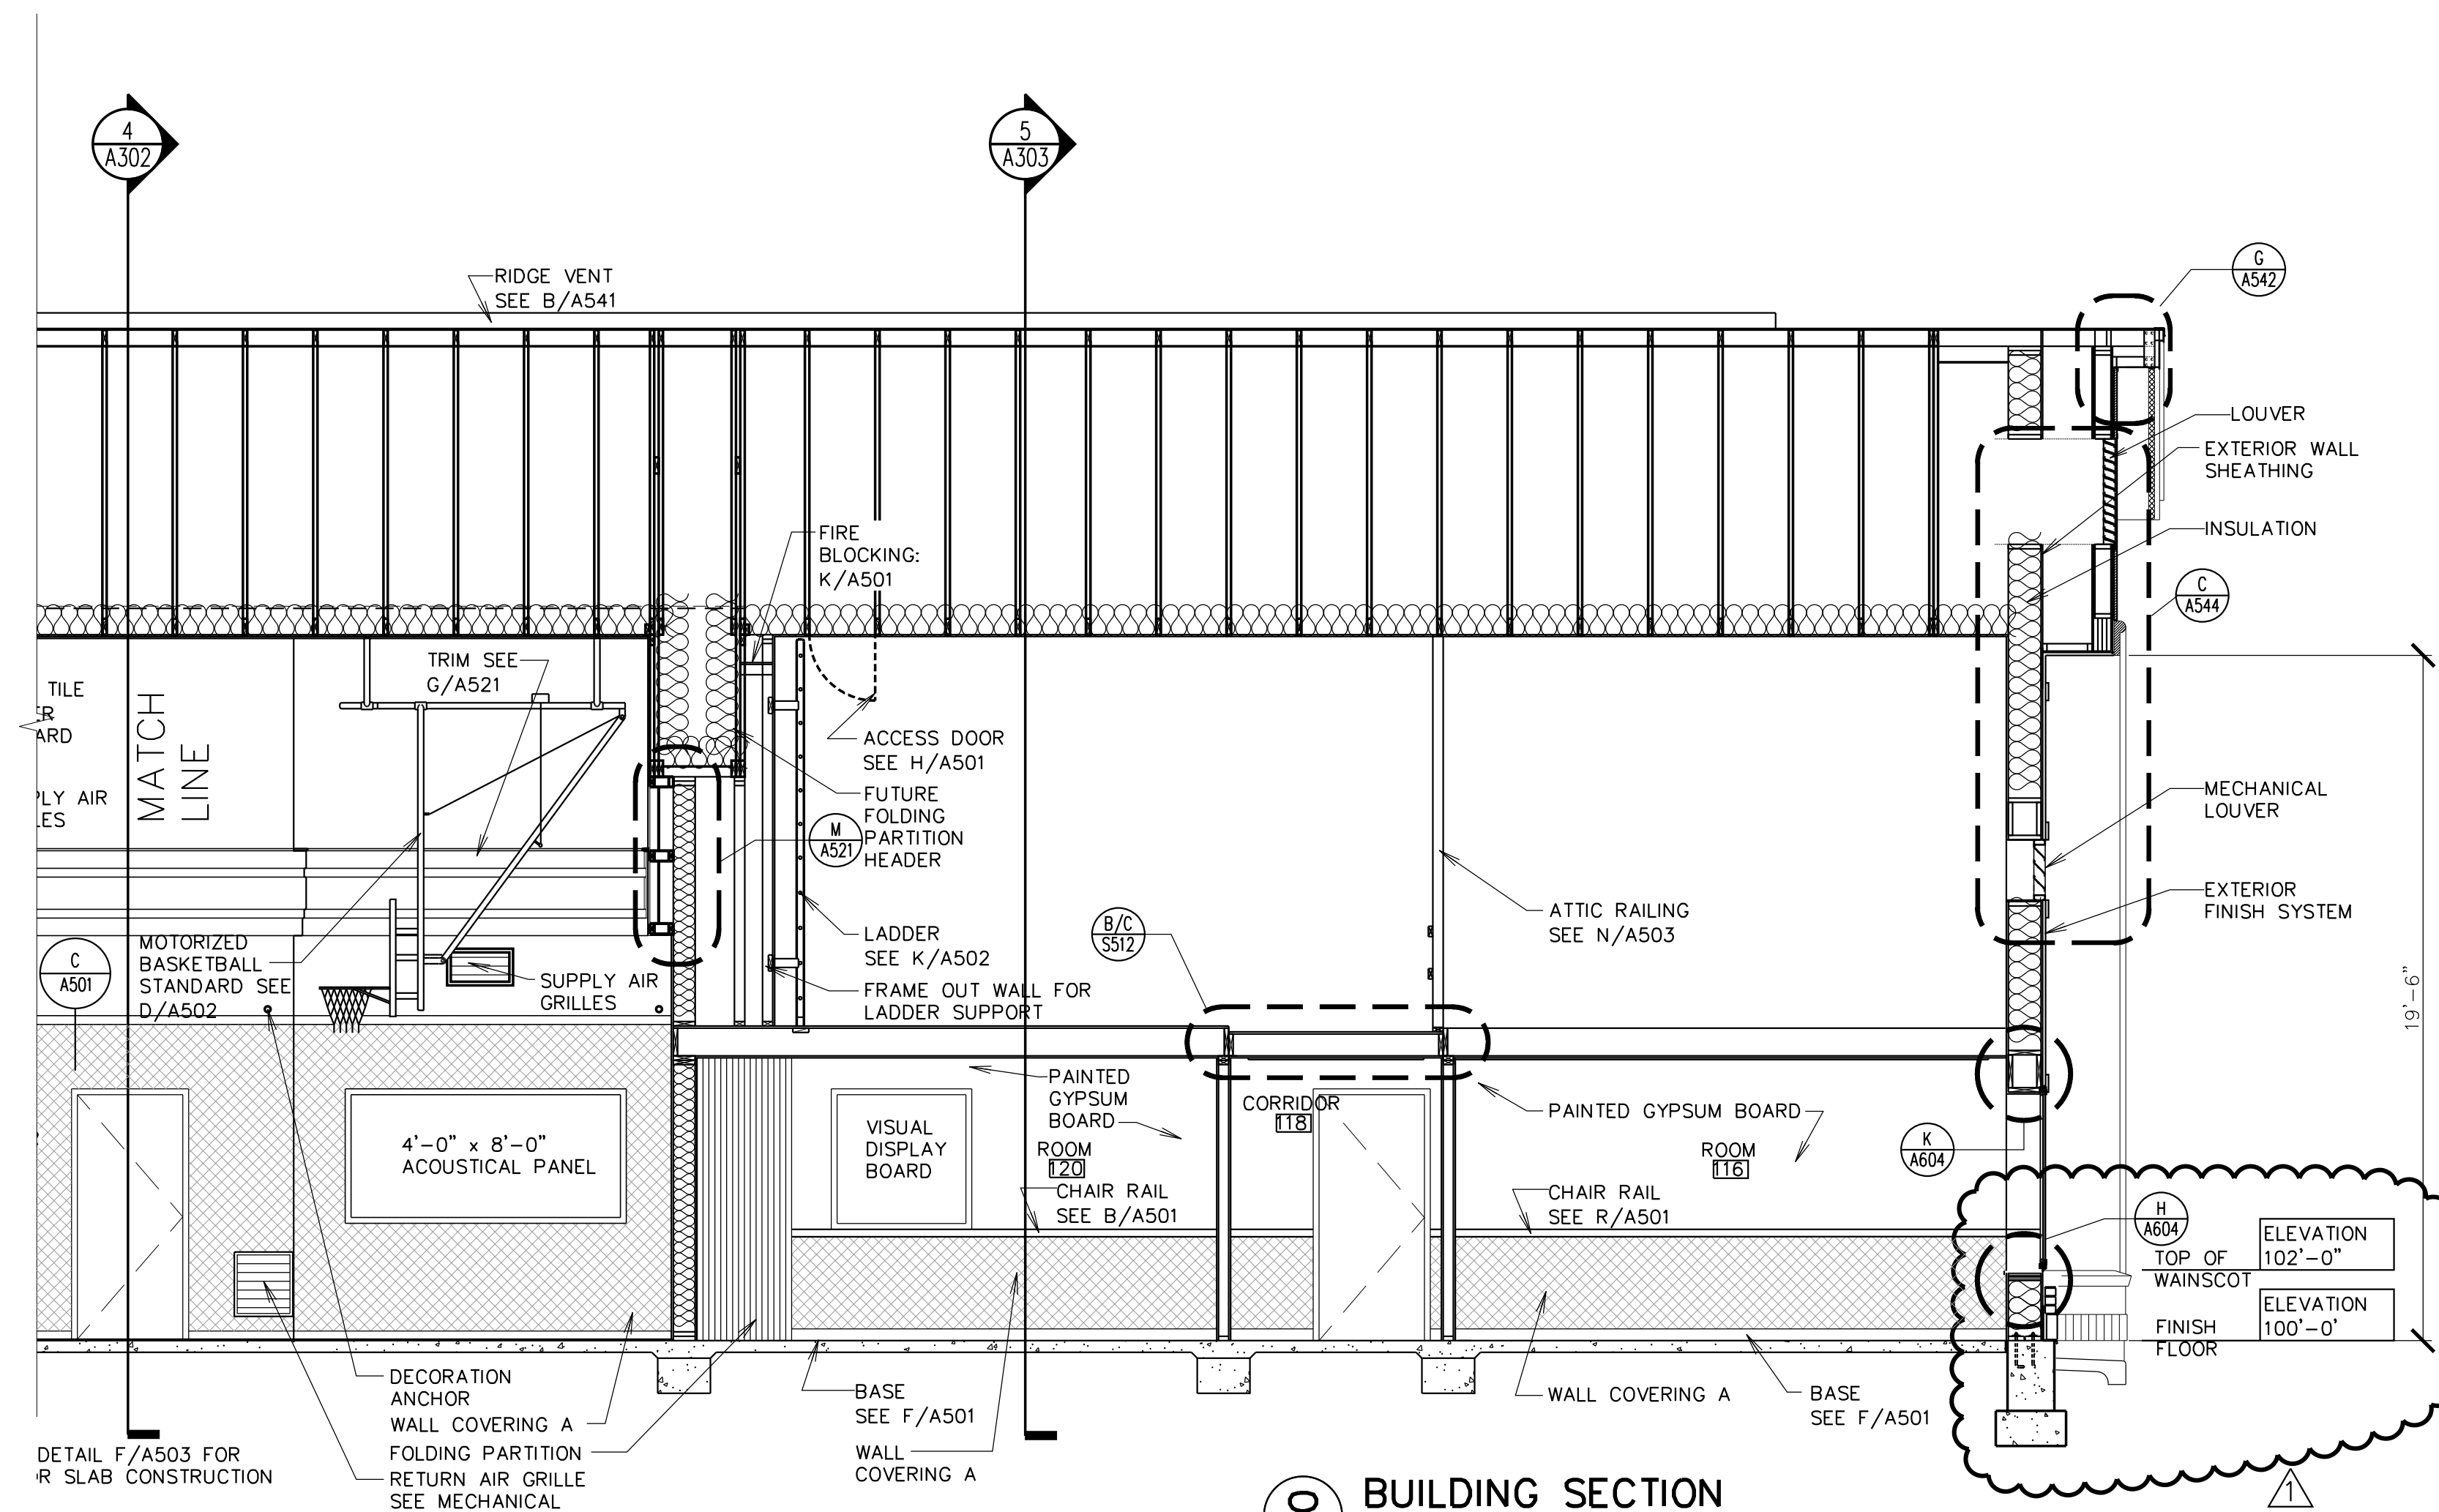 4
A302
5
A303
RIDGE VENT
SEE B/A541
G
A542
LOUVER
EXTERIOR WALL
SHEATHING
FIRE
BLOCKING:
K/A501
INSULATION
C
A544
TRIM SEE
G/A521
TILE
ARD
MATCH
LINE
ACCESS DOOR
SEE H/A501
FUTURE
FOLDING
PARTITION
HEADER
M
A521
PLY AIR
LES
MECHANICAL
LOUVER
EXTERIOR
FINISH SYSTEM
ATTIC RAILING
SEE N/A503
B/C
S512
LADDER
SEE K/A502
FRAME OUT WALL FOR
LADDER SUPPORT
C
A501
MOTORIZED
BASKETBALL
STANDARD SEE
D/A502
SUPPLY AIR
GRILLES
19'-6"
PAINTED
GYPSUM
BOARD
CORRIDOR
118
PAINTED GYPSUM BOARD
4'-0" x 8'-0"
ACOUSTICAL PANEL
VISUAL
DISPLAY
BOARD
ROOM
120
ROOM
116
K
A604
CHAIR RAIL
SEE B/A501
CHAIR RAIL
SEE R/A501
H
A604
TOP OF
WAINSCOT
ELEVATION
102'-0"
FINISH
FLOOR
ELEVATION
100'-0'
DECORATION
ANCHOR
WALL COVERING A
FOLDING PARTITION
RETURN AIR GRILLE
SEE MECHANICAL
BASE
SEE F/A501
WALL
COVERING A
WALL COVERING A
BASE
SEE F/A501
DETAIL F/A503 FOR
R SLAB CONSTRUCTION
BUILDING SECTION
1